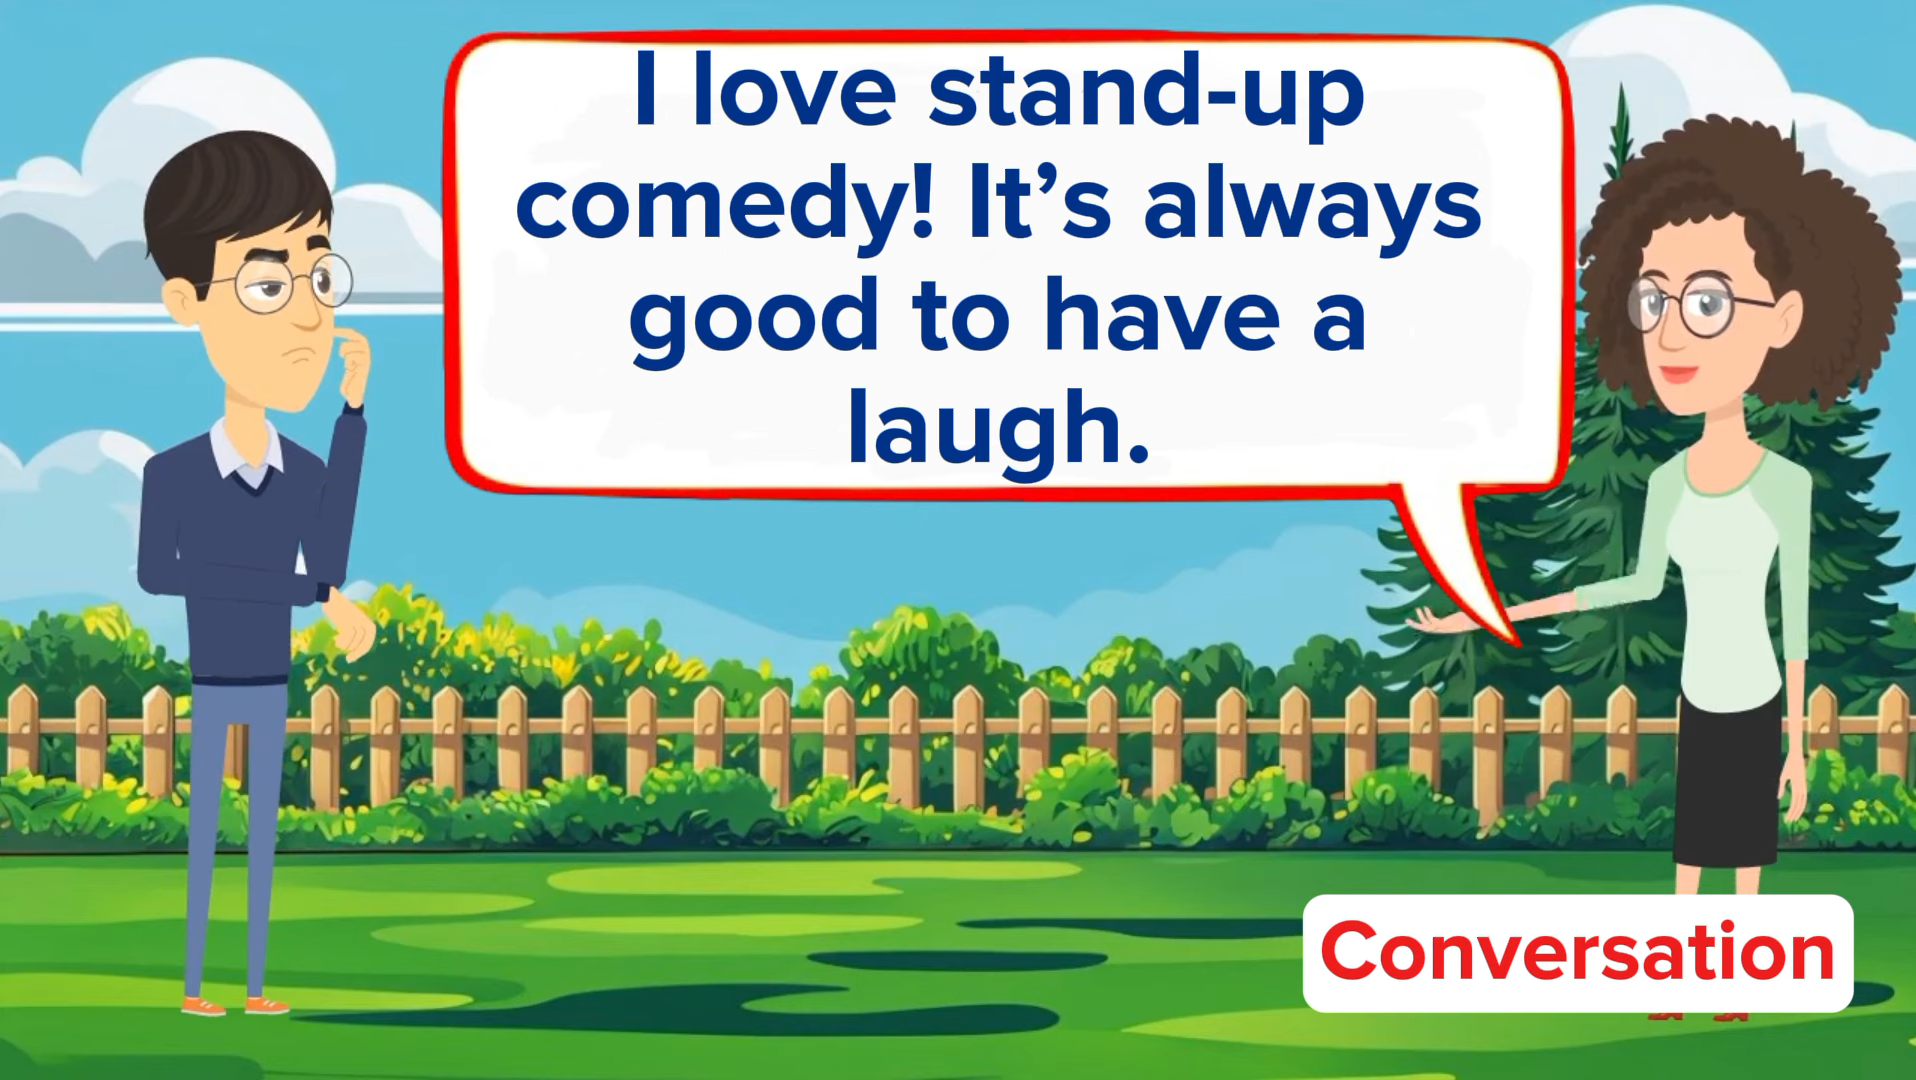 I love stand-up
comedy! It’s always
good to have a
laugh.
Conversation